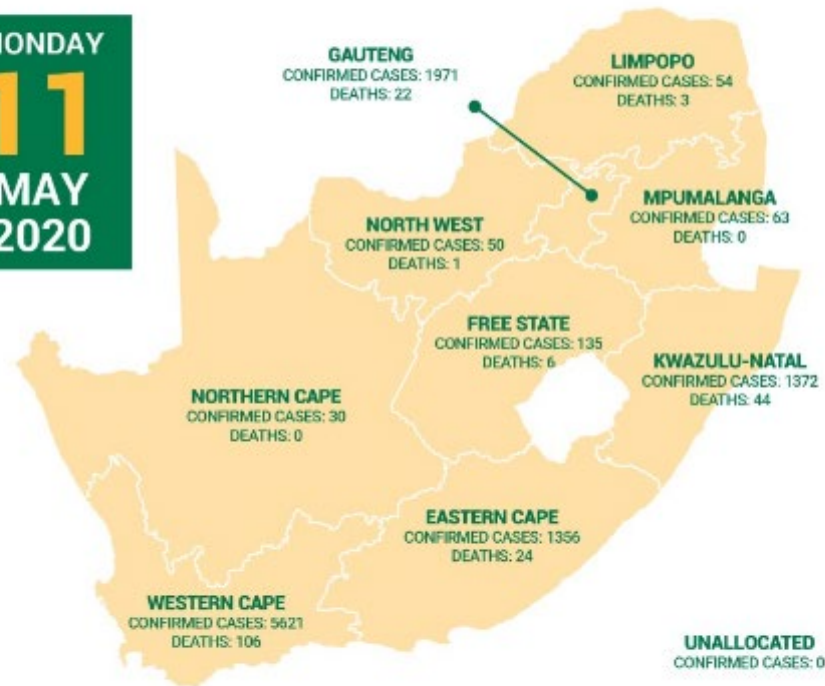 MONDAY
11
MAY
2020
GAUTENG
CONFIRMED CASES: 1971
DEATHS: 22
LIMPOPO
CONFIRMED CASES: 54
DEATHS: 3
MPUMALANGA
CONFIRMED CASES: 63
DEATHS: 0
NORTH WEST
CONFIRMED CASES: 50
DEATHS: 1
FREE STATE
CONFIRMED CASES: 135
DEATHS: 6
KWAZULU-NATAL
CONFIRMED CASES: 1372
DEATHS: 44
NORTHERN CAPE
CONFIRMED CASES: 30
DEATHS: 0
EASTERN CAPE
CONFIRMED CASES: 1356
DEATHS: 24
WESTERN CAPE
CONFIRMED CASES: 5621
DEATHS: 106
UNALLOCATED
CONFIRMED CASES: 0